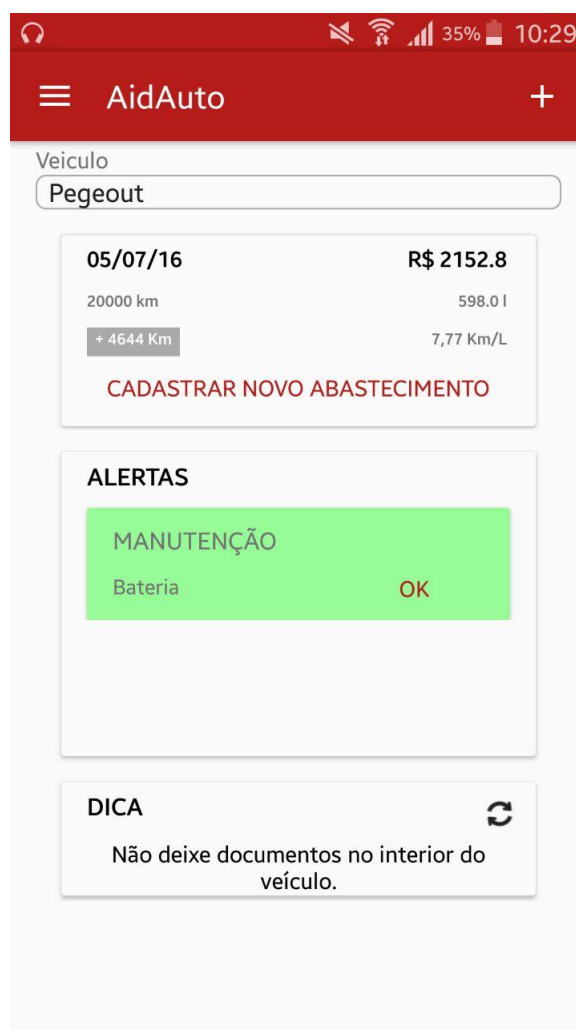 35% 10:29
AidAuto +
Veiculo
Pegeout
05/07/16 R$ 2152.8
20000 km 598.0 l
+ 4644 Km 7,77 Km/L
CADASTRAR NOVO ABASTECIMENTO
ALERTAS
MANUTENÇÃO
Bateria OK
DICA
Não deixe documentos no interior do
veículo.